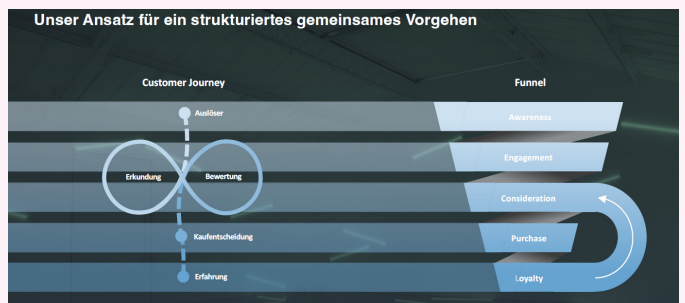 Unser Ansatz für ein strukturiertes gemeinsames Vorgehen
Customer Journey
Funnel
Auslöser
Awareness
Engagement
Erkundung
Bewertung
Consideration
Kaufentscheidung
Purchase
Erfahrung
Loyalty